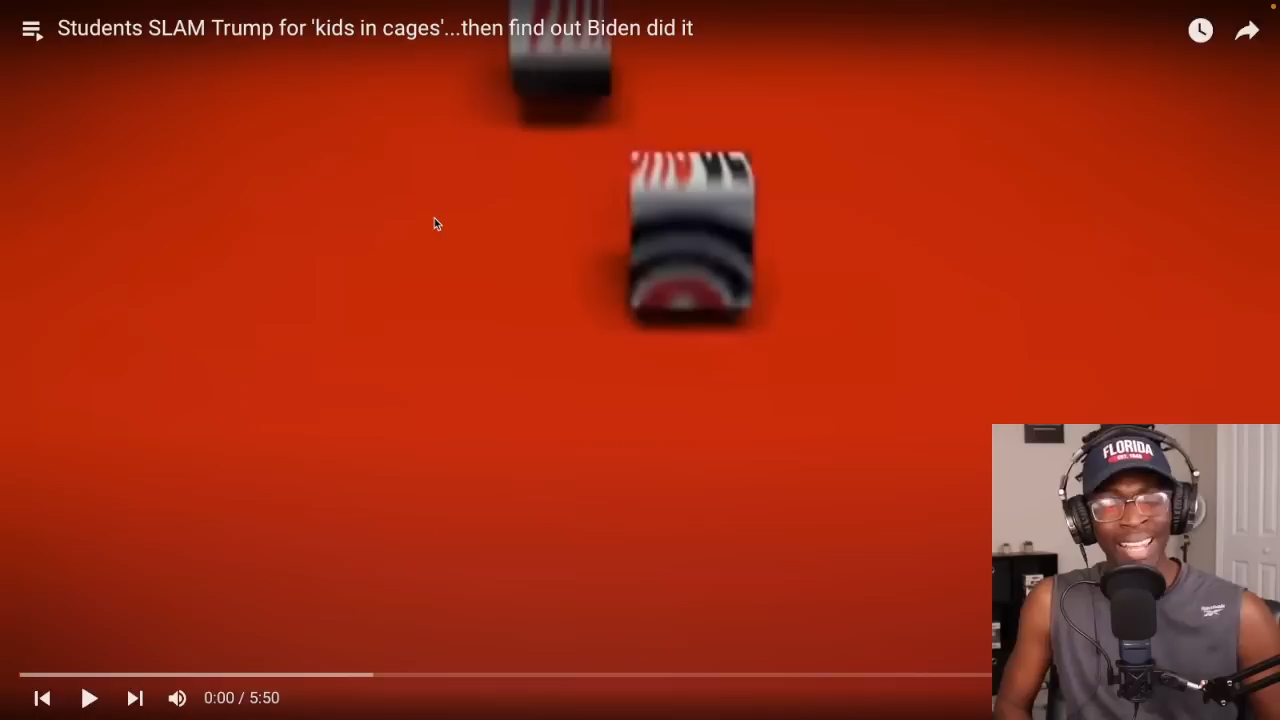 Students SLAM Trump for 'kids in cages'...then find out Biden did it
FLORIDA
0:00 / 5:50